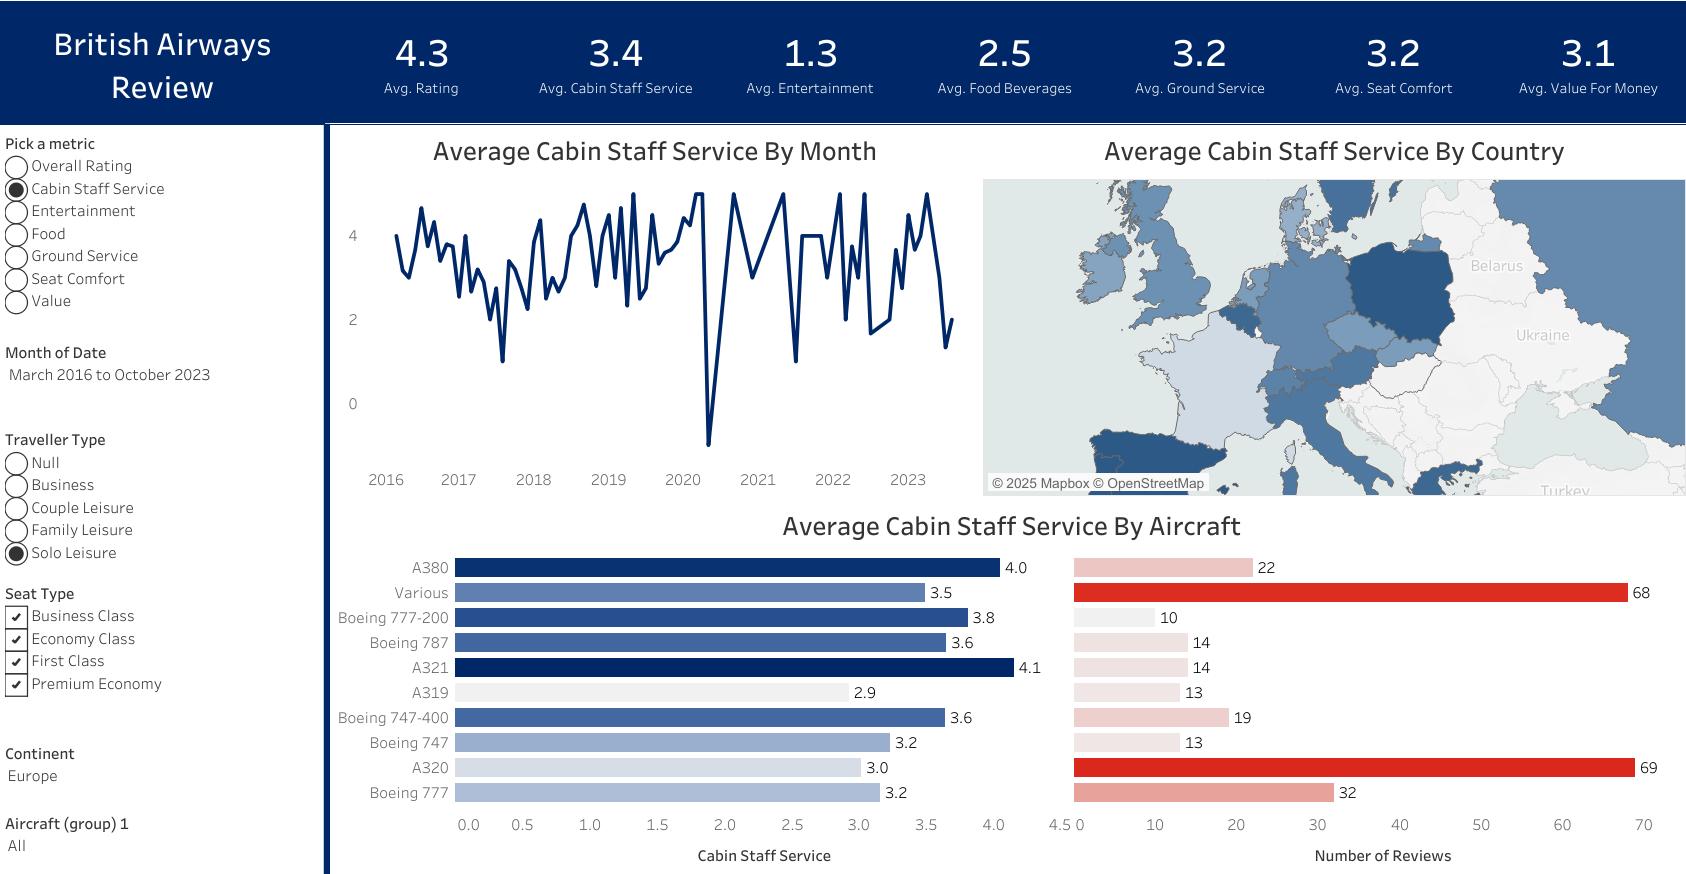 British Airways
Review
4.3
Avg. Rating
3.4
Avg. Cabin Staff Service
1.3
Avg. Entertainment
2.5
Avg. Food Beverages
3.2
Avg. Ground Service
3.2
Avg. Seat Comfort
3.1
Avg. Value For Money
Pick a metric
Overall Rating
Cabin Staff Service
Entertainment
Food
Ground Service
Seat Comfort
Value
Month of Date
March 2016 to October 2023
Traveller Type
Null
Business
Couple Leisure
Family Leisure
Solo Leisure
Seat Type
Business Class
Economy Class
First Class
Premium Economy
Continent
Europe
Aircraft (group) 1
All
Average Cabin Staff Service By Month
4
2
0
2016 2017 2018 2019 2020 2021 2022 2023
Average Cabin Staff Service By Country
Belarus
Ukraine
Turkey
© 2025 Mapbox © OpenStreetMap
Average Cabin Staff Service By Aircraft
A380 4.0 22
Various 3.5 68
Boeing 777-200 3.8 10
Boeing 787 3.6 14
A321 4.1 14
A319 2.9 13
Boeing 747-400 3.6 19
Boeing 747 3.2 13
A320 3.0 69
Boeing 777 3.2 32
0.0 0.5 1.0 1.5 2.0 2.5 3.0 3.5 4.0 4.5 0 10 20 30 40 50 60 70
Cabin Staff Service Number of Reviews